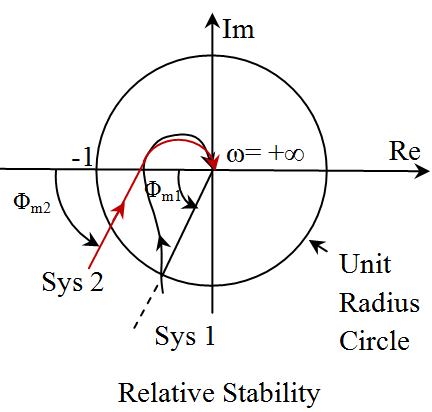 Im
-1
ω= +∞
Re
Φm1
Φm2
Sys 2
Unit
Radius
Circle
Sys 1
Relative Stability